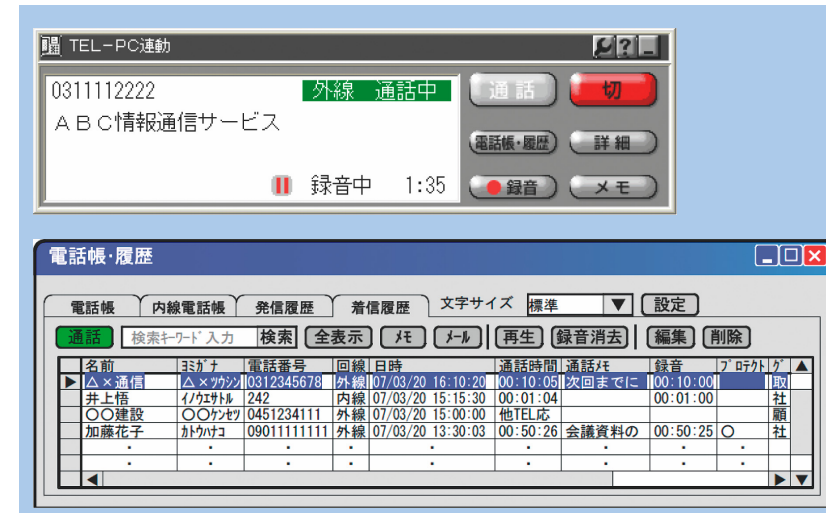 TEL-PC連動
0311112222 外線 通話中 通話 切
ABC情報通信サービス
電話帳・履歴 詳細
録音中 1:35 録音 メモ
電話帳・履歴
電話帳 内線電話帳 発信履歴 着信履歴 文字サイズ 標準 設定
通話 検索キーワード入力 検索 全表示 メモ メール 再生 録音消去 編集 削除
名前 ヨミガナ 電話番号 回線 日時 通話時間 通話メモ 録音 プロテクト グ
△×通信 △×ツウシン 0312345678 外線 07/03/20 16:10:20 00:10:05 次回までに 00:10:00 取
井上悟 イノウエサトル 242 内線 07/03/20 15:15:30 00:01:04 00:01:00 社
〇〇建設 〇〇ケンセツ 0451234111 外線 07/03/20 15:00:00 他TEL応 顧
加藤花子 カトウハナコ 09011111111 外線 07/03/20 13:30:03 00:50:26 会議資料の 00:50:25 〇 社